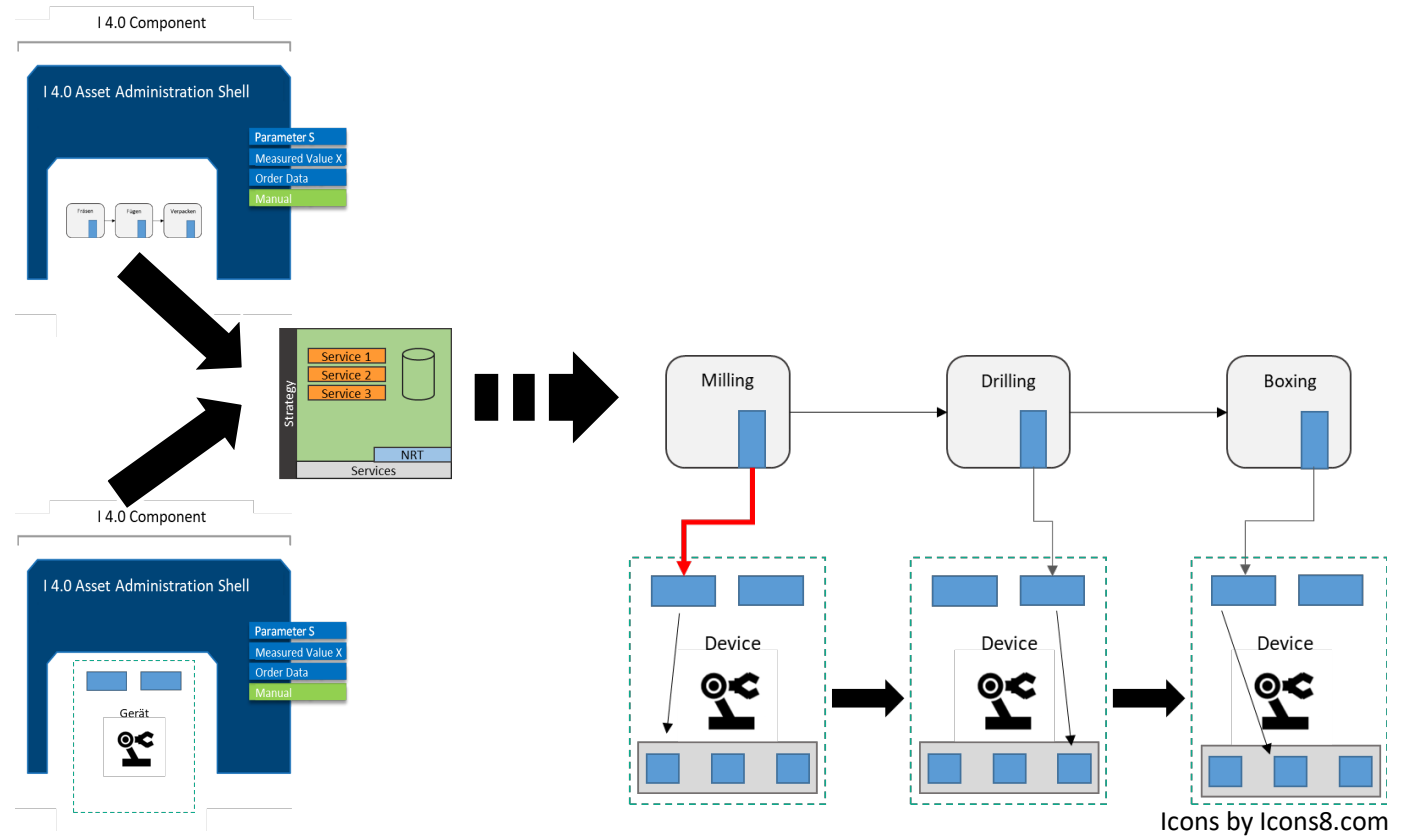 I 4.0 Component
I 4.0 Asset Administration Shell
Parameter S
Measured Value X
Order Data
Manual
Fräsen
Fügen
Verpacken
Strategy
Service 1
Service 2
Service 3
NRT
Services
Milling
Drilling
Boxing
I 4.0 Component
I 4.0 Asset Administration Shell
Parameter S
Measured Value X
Order Data
Manual
Gerät
Device
Device
Device
Icons by Icons8.com